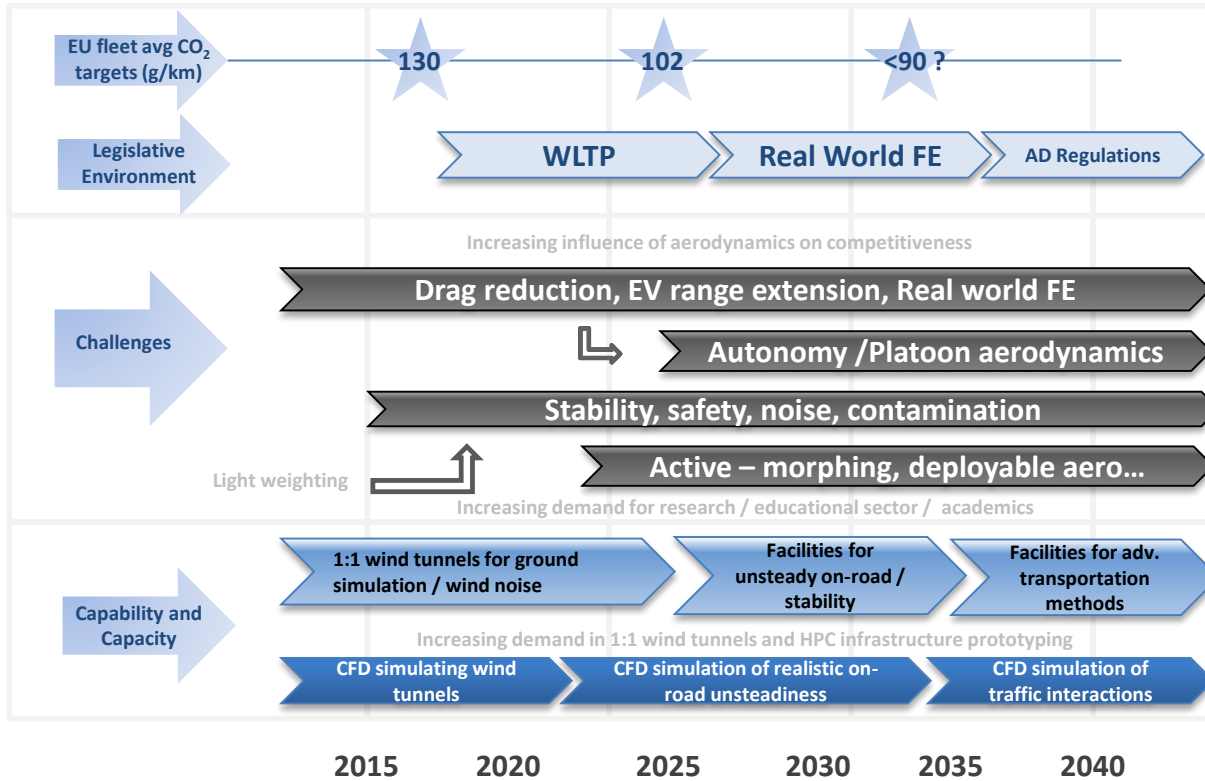 EU fleet avg CO2
targets (g/km)
130
102
<90 ?
Legislative
Environment
WLTP
Real World FE
AD Regulations
Increasing influence of aerodynamics on competitiveness
Challenges
Drag reduction, EV range extension, Real world FE
Autonomy /Platoon aerodynamics
Stability, safety, noise, contamination
Light weighting
Active – morphing, deployable aero...
Increasing demand for research / educational sector / academics
Capability and
Capacity
1:1 wind tunnels for ground
simulation / wind noise
Facilities for
unsteady on-road /
stability
Facilities for adv.
transportation
methods
Increasing demand in 1:1 wind tunnels and HPC infrastructure prototyping
CFD simulating wind
tunnels
CFD simulation of realistic on-
road unsteadiness
CFD simulation of
traffic interactions
2015 2020 2025 2030 2035 2040